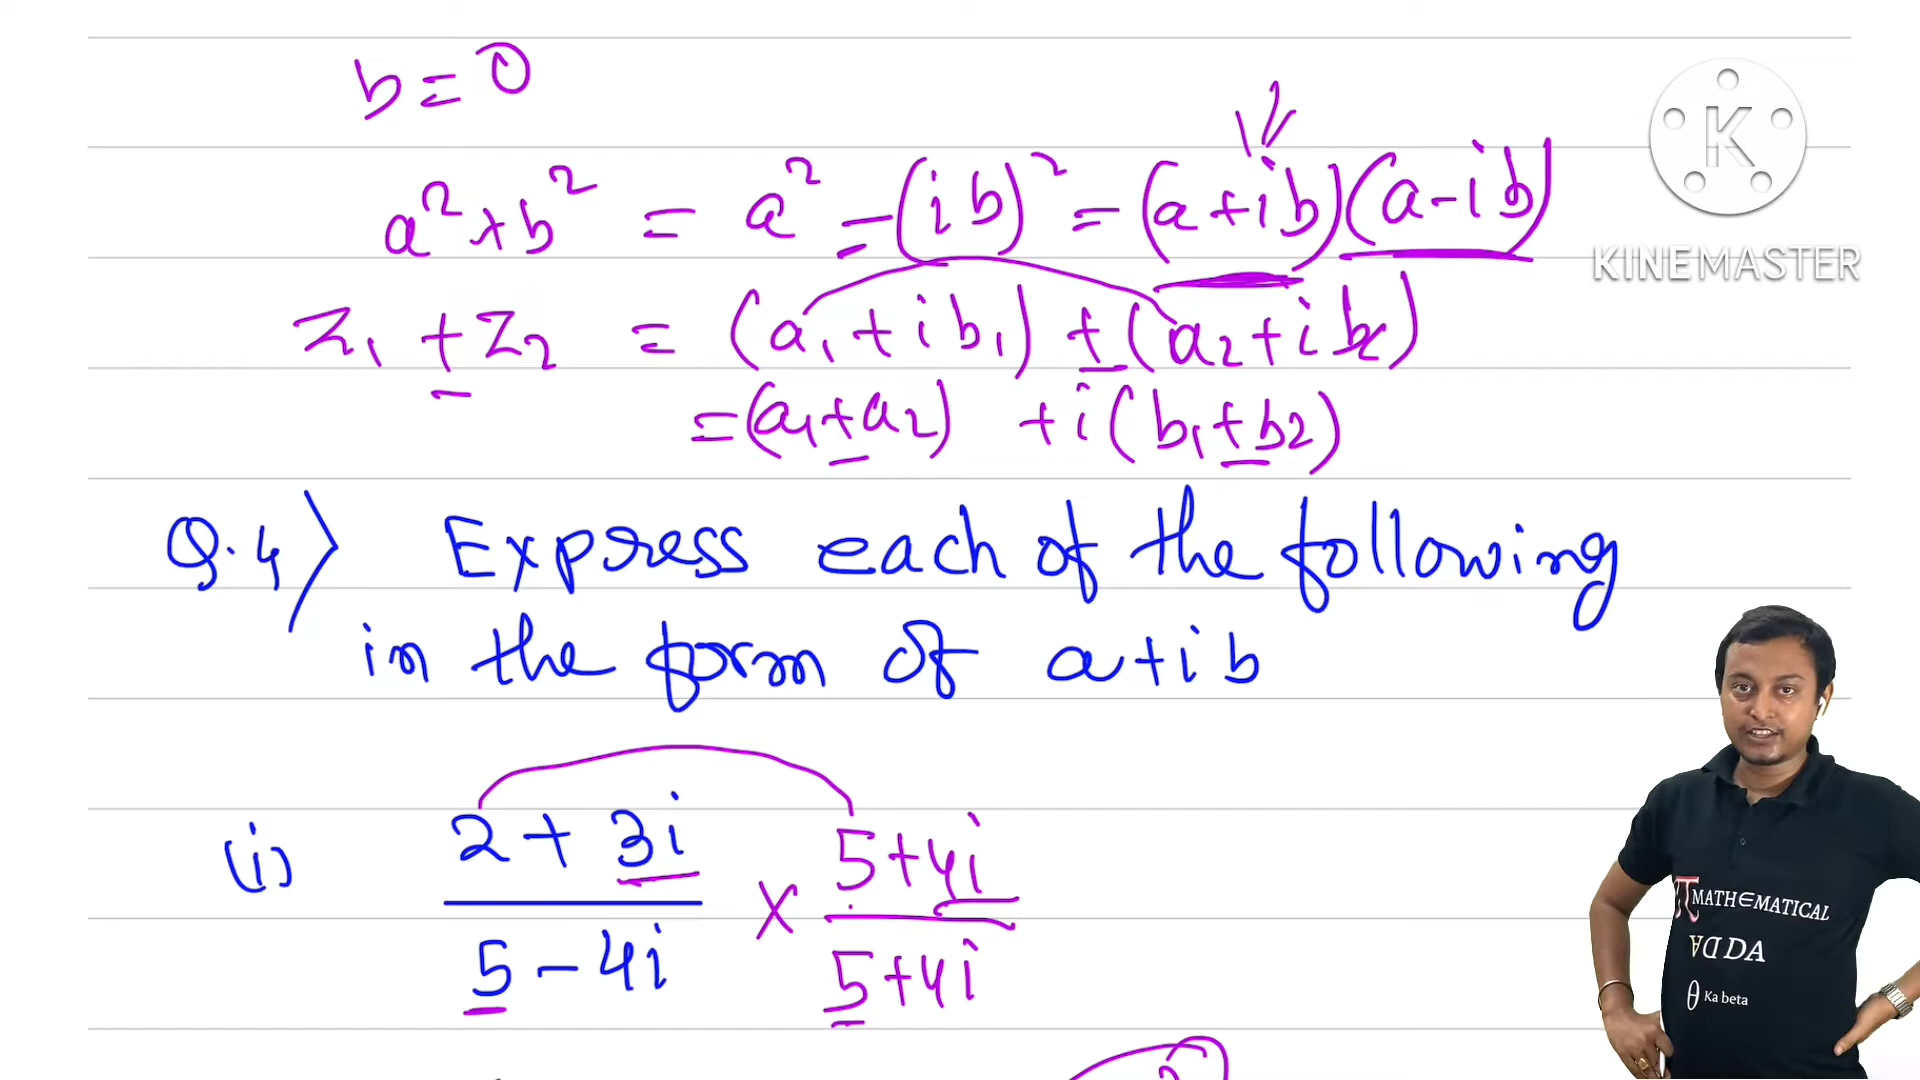 b = 0
a² + b² = a² - (ib)² = (a + ib)(a - ib)
z₁ + z₂ = (a₁ + ib₁) + (a₂ + ib₂)
= (a₁ + a₂) + i(b₁ + b₂)
Q.4) Express each of the following
in the form of a + ib
(i) 2 + 3i / 5 - 4i × 5 + 4i / 5 + 4i
K
KINEMASTER
π MATHEMATICAL
ADDA
θ Ka beta